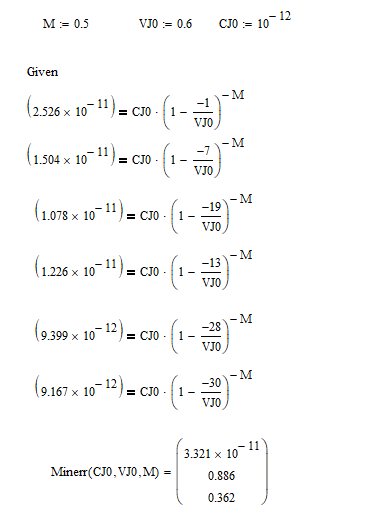 M := 0.5 VJ0 := 0.6 CJ0 := 10^-12
Given
(2.526 × 10^-11) = CJ0 · (1 - -1/VJ0)^-M
(1.504 × 10^-11) = CJ0 · (1 - -7/VJ0)^-M
(1.078 × 10^-11) = CJ0 · (1 - -19/VJ0)^-M
(1.226 × 10^-11) = CJ0 · (1 - -13/VJ0)^-M
(9.399 × 10^-12) = CJ0 · (1 - -28/VJ0)^-M
(9.167 × 10^-12) = CJ0 · (1 - -30/VJ0)^-M
3.321 × 10^-11
Minerr(CJ0, VJ0, M) = 0.886
0.362